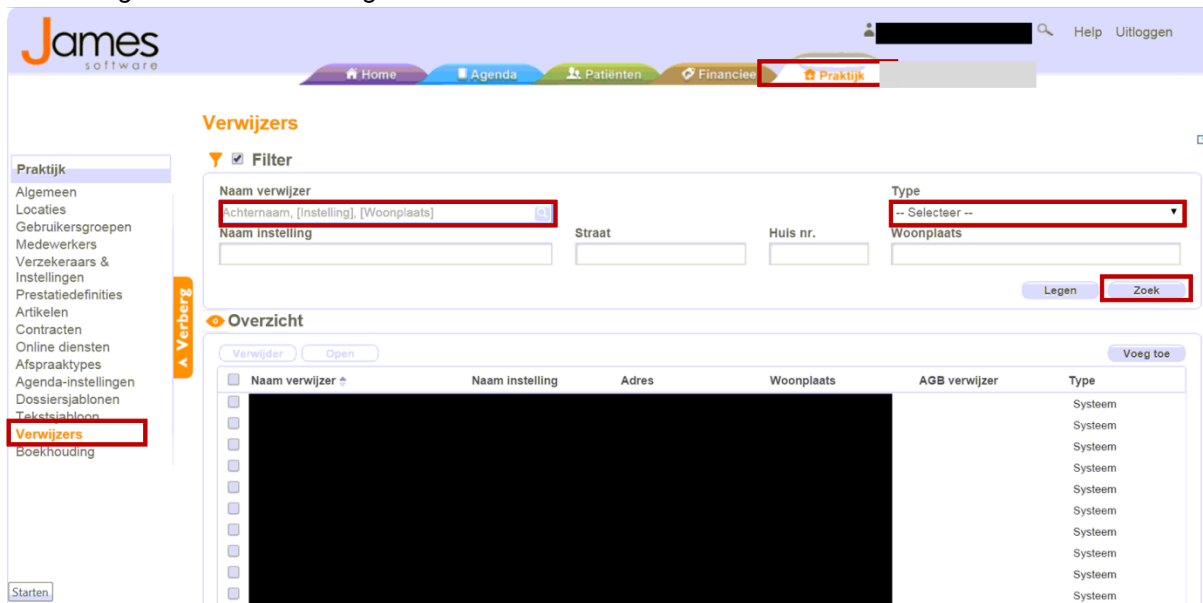 James
software
Help Uitloggen
Home Agenda Patiënten Financiee Praktijk
Verwijzers
Filter
Naam verwijzer Type
Achternaam, [Instelling], [Woonplaats] -- Selecteer --
Naam instelling Straat Huis nr. Woonplaats
Legen Zoek
Praktijk
Algemeen
Locaties
Gebruikersgroepen
Medewerkers
Verzekeraars &
Instellingen
Prestatiedefinities
Artikelen
Contracten
Online diensten
Afspraaktypes
Agenda-instellingen
Dossiersjablonen
Tekstsjabloon
Verwijzers
Boekhouding
Verberg
Overzicht
Verwijder Open Voeg toe
Naam verwijzer Naam instelling Adres Woonplaats AGB verwijzer Type
Systeem
Systeem
Systeem
Systeem
Systeem
Systeem
Systeem
Systeem
Systeem
Systeem
Starten